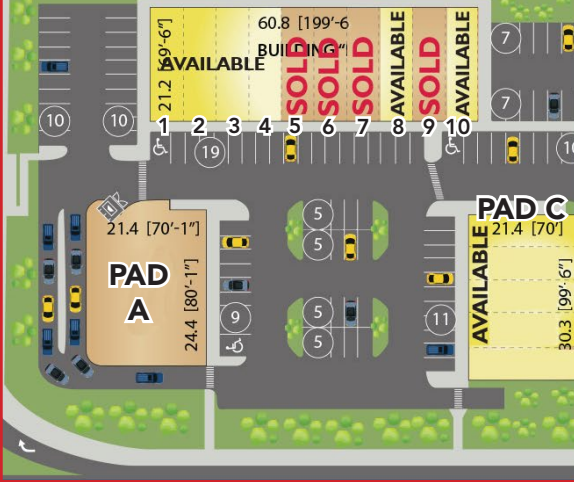 60.8 [199'-6
BUILDING "
21.2 [69'-6"]
AVAILABLE
SOLD
SOLD
SOLD
AVAILABLE
SOLD
AVAILABLE
1 2 3 4 5 6 7 8 9 10
7
7
10
10
19
10
5
5
5
5
9
11
21.4 [70'-1"]
PAD
A
24.4 [80'-1"]
PAD C
21.4 [70']
AVAILABLE
30.3 [99'-6"]